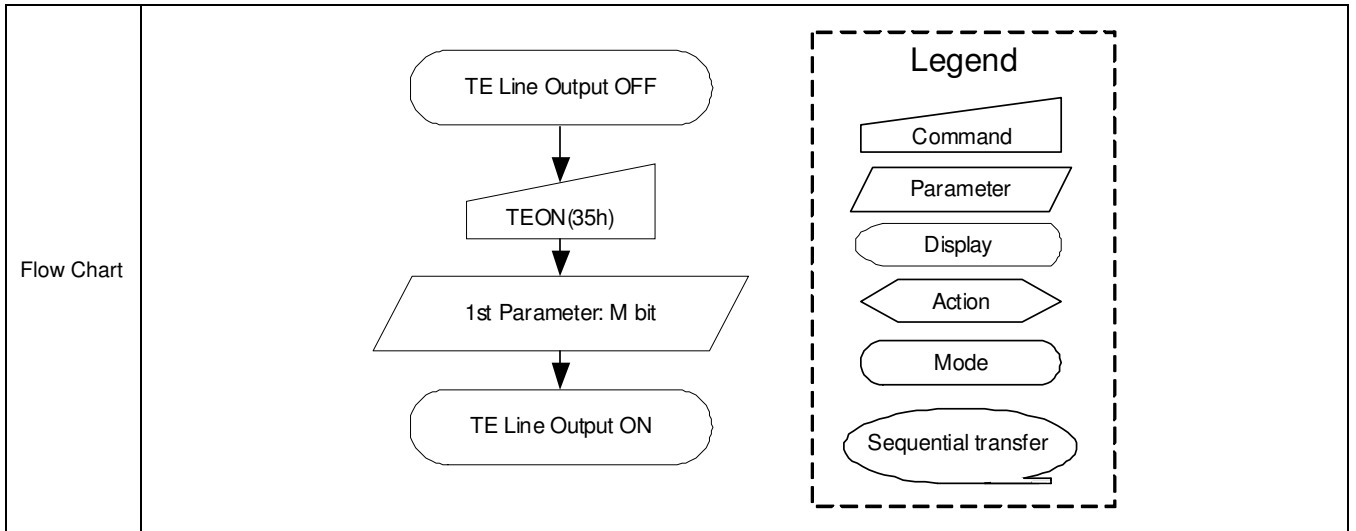 Flow Chart
TE Line Output OFF
TEON(35h)
1st Parameter: M bit
TE Line Output ON
Legend
Command
Parameter
Display
Action
Mode
Sequential transfer